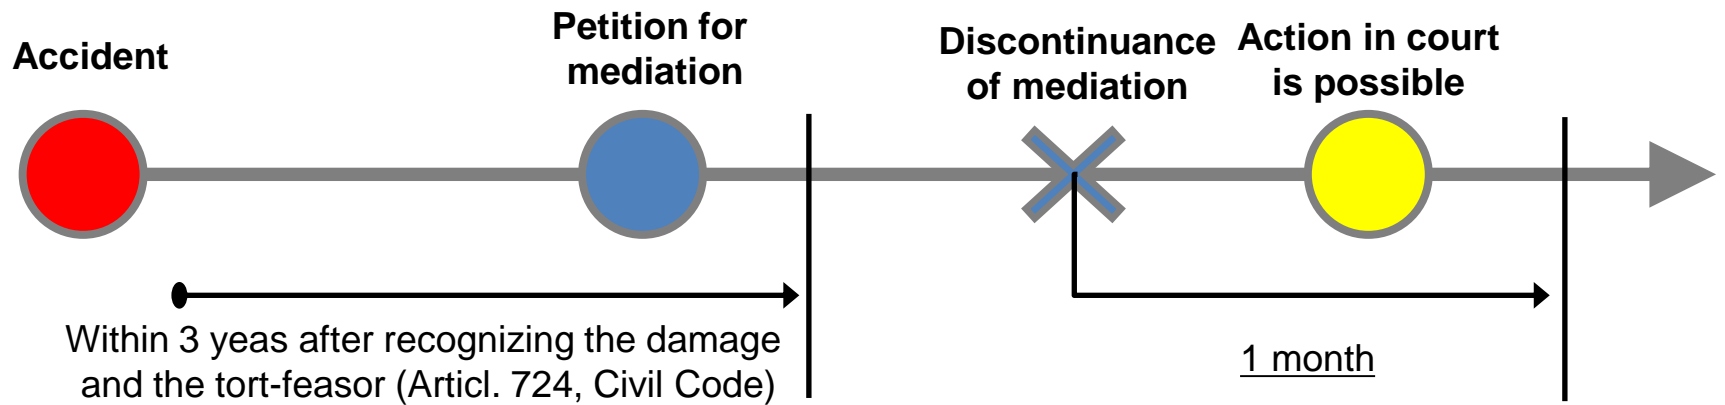 Accident
Petition for
mediation
Discontinuance
of mediation
Action in court
is possible
Within 3 yeas after recognizing the damage
and the tort-feasor (Articl. 724, Civil Code)
1 month